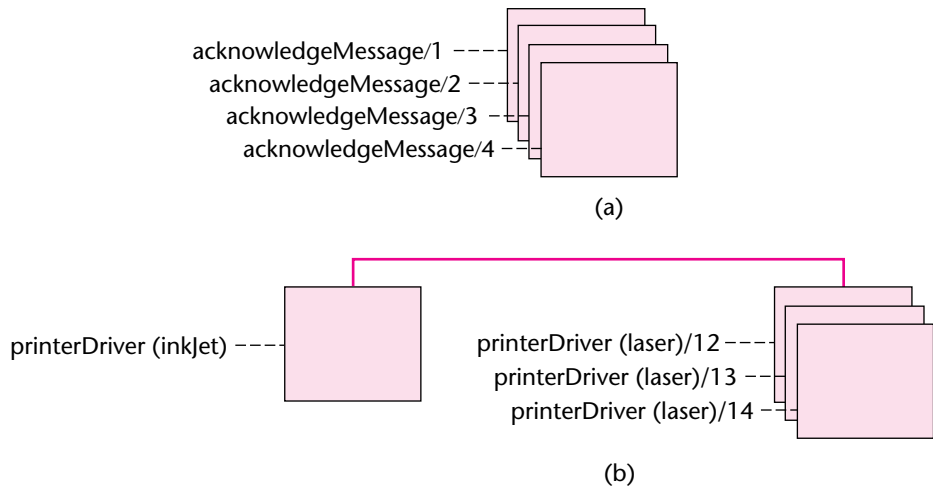 acknowledgeMessage/1
acknowledgeMessage/2
acknowledgeMessage/3
acknowledgeMessage/4
(a)
printerDriver (inkJet)
printerDriver (laser)/12
printerDriver (laser)/13
printerDriver (laser)/14
(b)